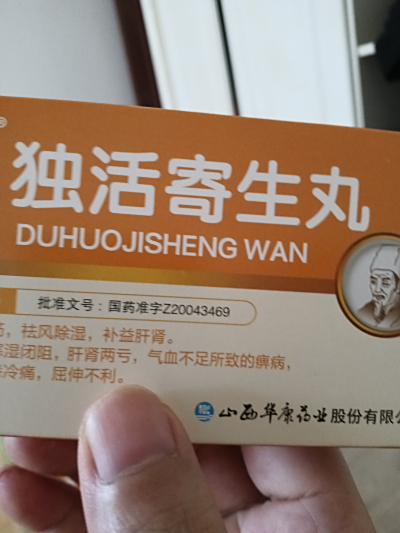 ®
独活寄生丸
DUHUOJISHENG WAN
批准文号：国药准字Z20043469
，祛风除湿，补益肝肾。
湿闭阻，肝肾两亏，气血不足所致的痹病，
冷痛，屈伸不利。
山西华康药业股份有限